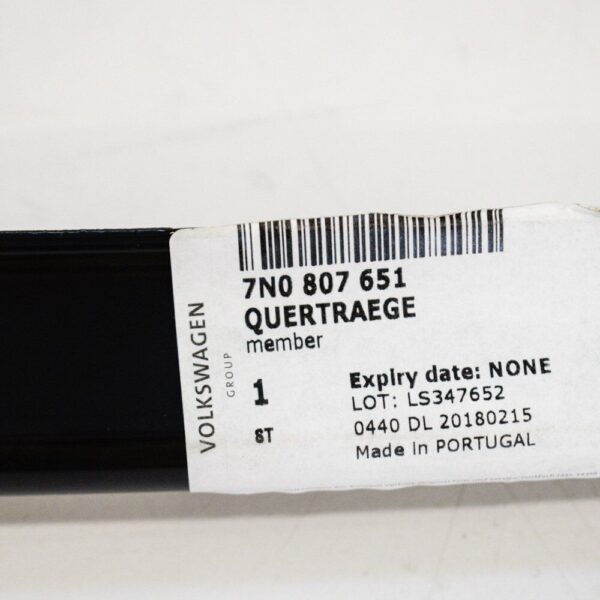 7N0 807 651
QUERTRAEGE
member
VOLKSWAGEN
GROUP
1
ST
Expiry date: NONE
LOT: LS347652
0440 DL 20180215
Made in PORTUGAL